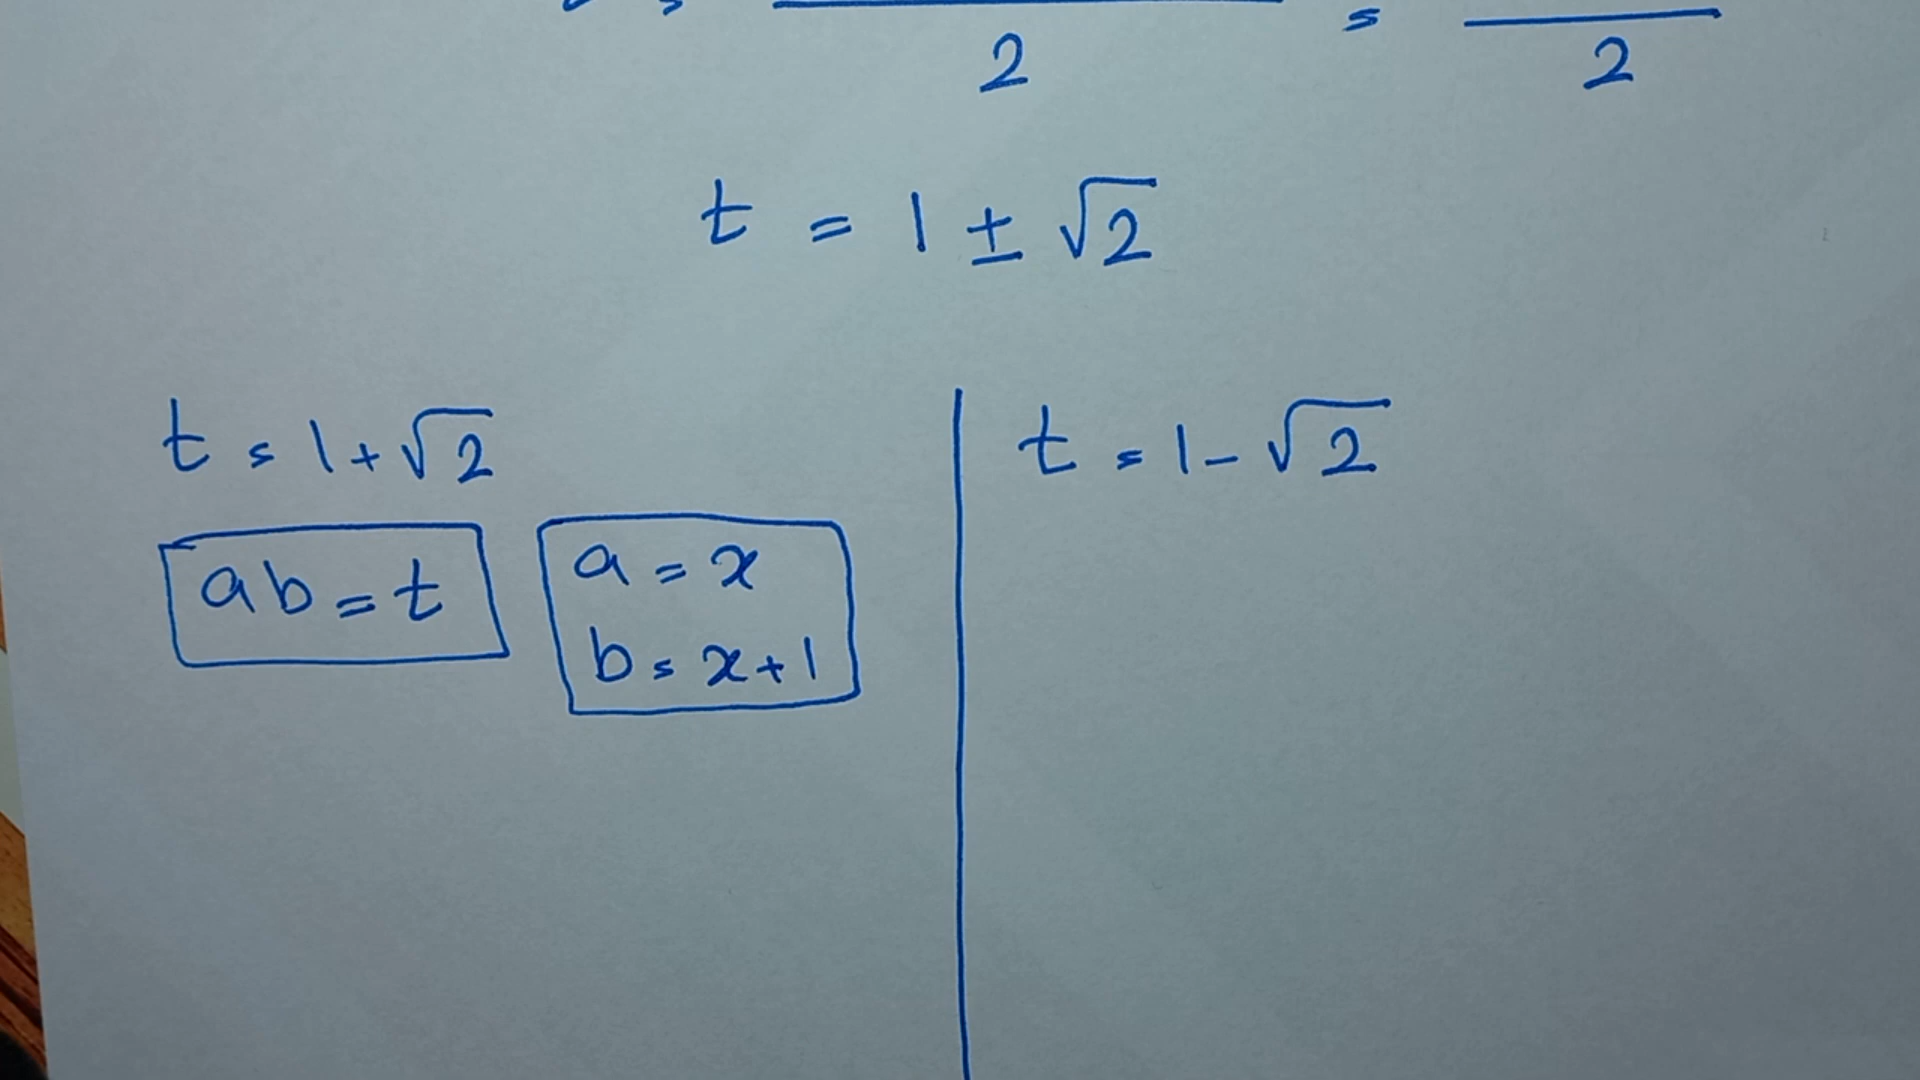 = 2 = 2
t = 1 ± √2
t = 1 + √2
ab = t
a = x
b = x + 1
t = 1 - √2